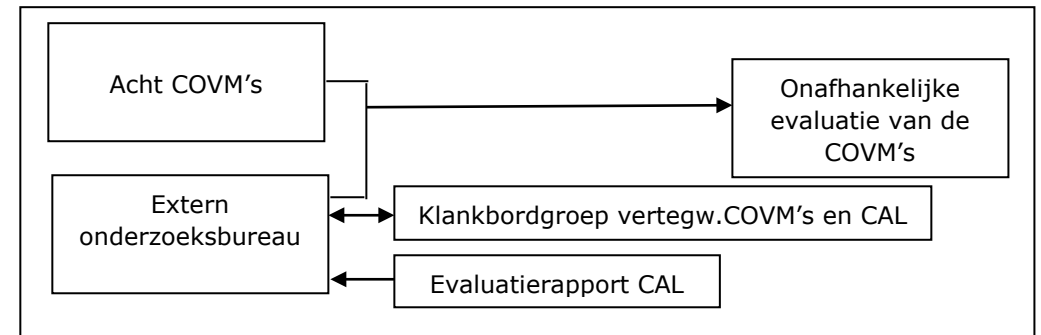 Acht COVM’s
Onafhankelijke
evaluatie van de
COVM’s
Extern
onderzoeksbureau
Klankbordgroep vertegw.COVM’s en CAL
Evaluatierapport CAL